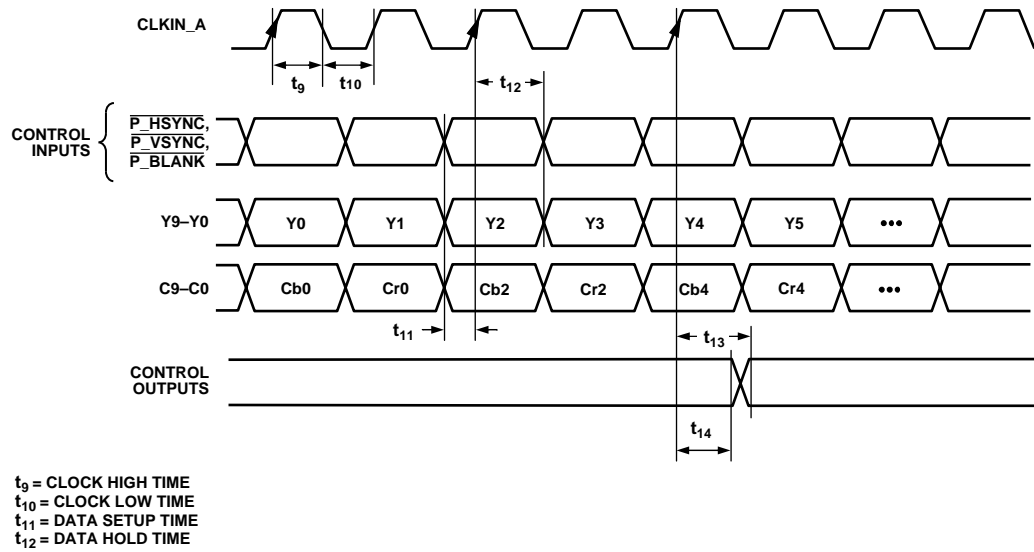 CLKIN_A
t9
t10
t12
CONTROL
INPUTS
P_HSYNC,
P_VSYNC,
P_BLANK
Y9–Y0
Y0
Y1
Y2
Y3
Y4
Y5
•••
C9–C0
Cb0
Cr0
Cb2
Cr2
Cb4
Cr4
•••
t11
t13
CONTROL
OUTPUTS
t14
t9 = CLOCK HIGH TIME
t10 = CLOCK LOW TIME
t11 = DATA SETUP TIME
t12 = DATA HOLD TIME